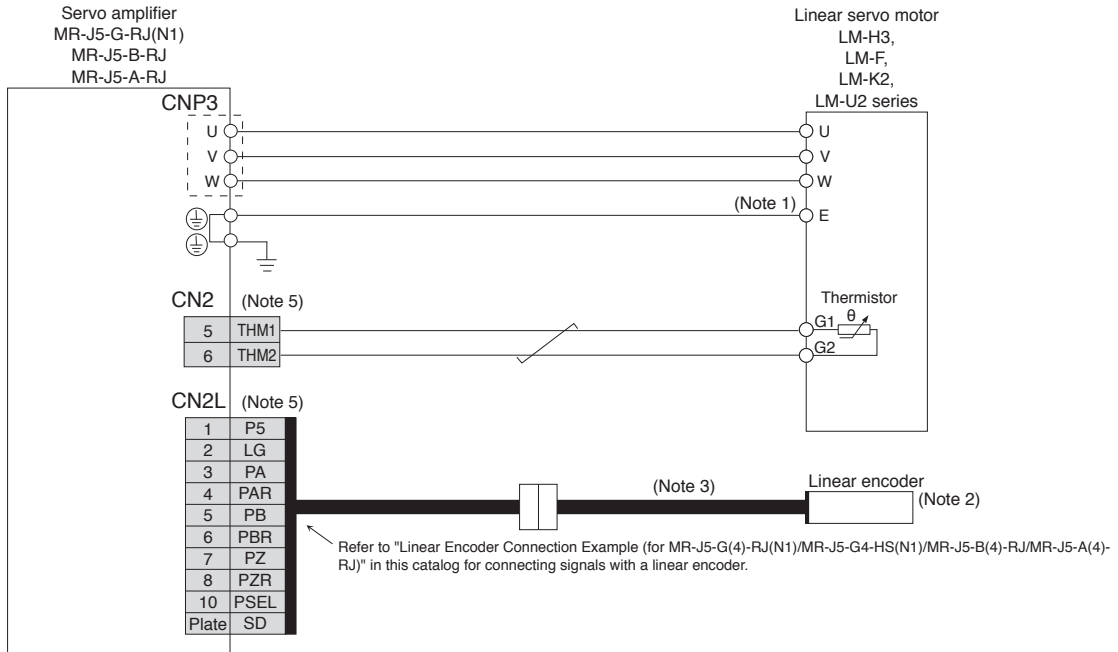 Servo amplifier
MR-J5-G-RJ(N1)
MR-J5-B-RJ
MR-J5-A-RJ
Linear servo motor
LM-H3,
LM-F,
LM-K2,
LM-U2 series
CNP3
U
V
W
U
V
W
(Note 1)
E
CN2 (Note 5)
5 THM1
6 THM2
Thermistor
θ
G1
G2
CN2L (Note 5)
1 P5
2 LG
3 PA
4 PAR
5 PB
6 PBR
7 PZ
8 PZR
10 PSEL
Plate SD
(Note 3)
Linear encoder
(Note 2)
Refer to "Linear Encoder Connection Example (for MR-J5-G(4)-RJ(N1)/MR-J5-G4-HS(N1)/MR-J5-B(4)-RJ/MR-J5-A(4)-
RJ)" in this catalog for connecting signals with a linear encoder.